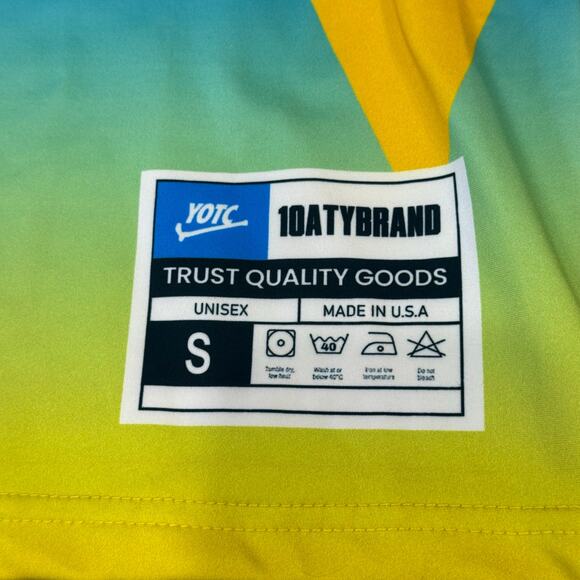 YOTC 10ATYBRAND
TRUST QUALITY GOODS
UNISEX MADE IN U.S.A
S
40
Tumble dry, Wash at or Iron at low Do not
low heat below 40°C temperature bleach